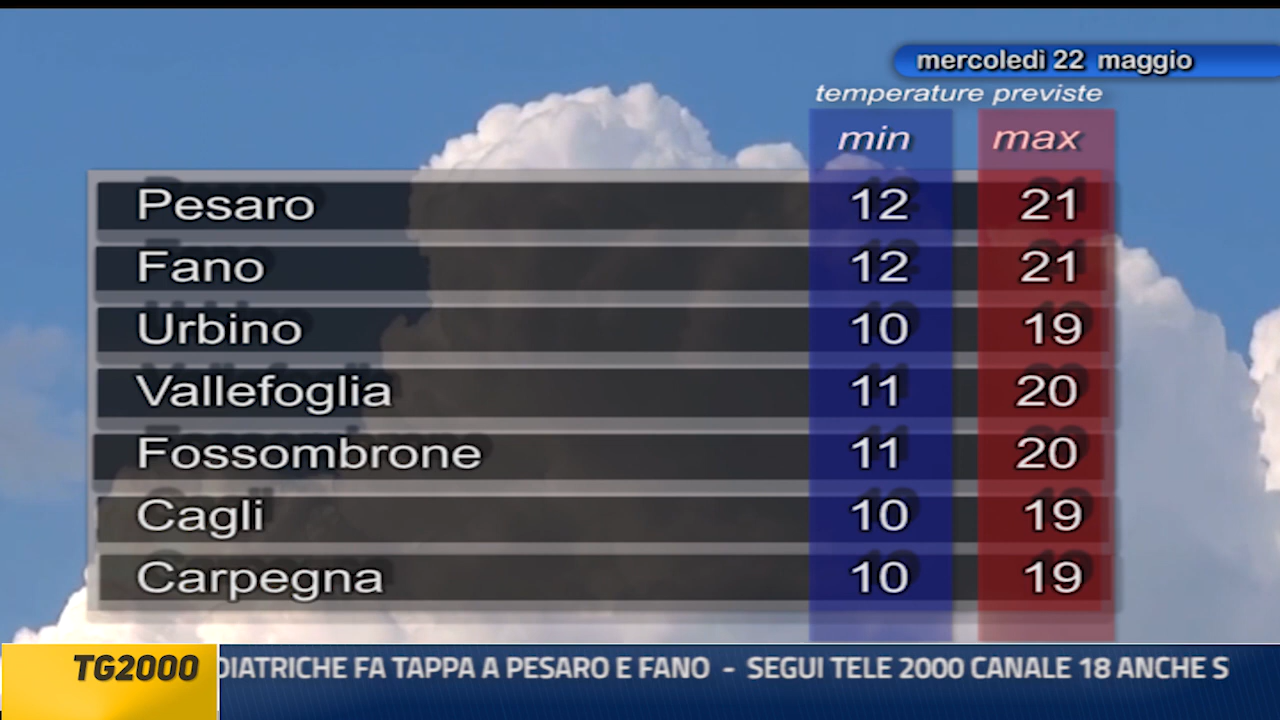 mercoledì 22 maggio
temperature previste
min max
Pesaro 12 21
Fano 12 21
Urbino 10 19
Vallefoglia 11 20
Fossombrone 11 20
Cagli 10 19
Carpegna 10 19
TG2000 DIATRICHE FA TAPPA A PESARO E FANO - SEGUI TELE 2000 CANALE 18 ANCHE S